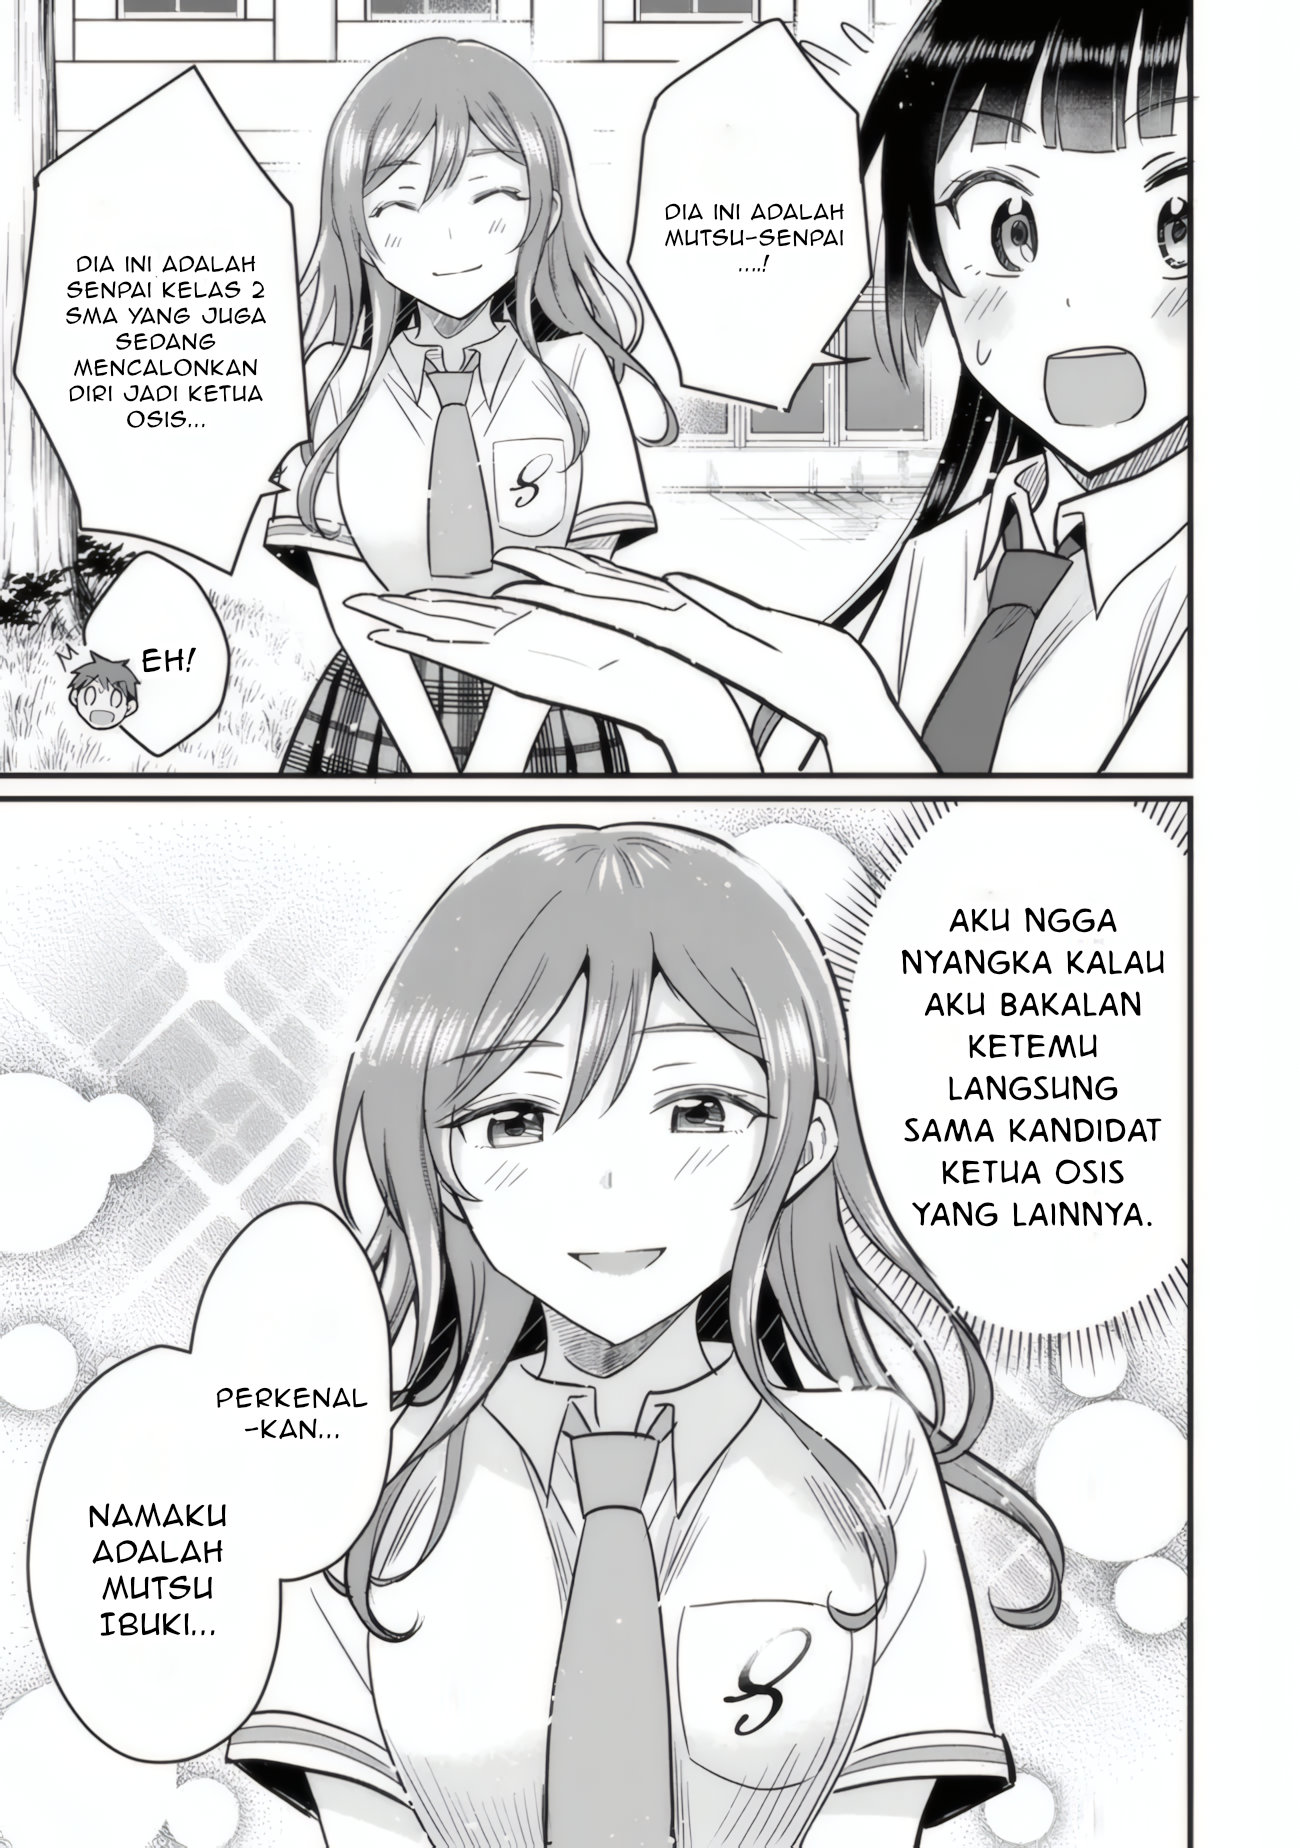 DIA INI ADALAH
MUTSU-SENPAI
....!
DIA INI ADALAH
SENPAI KELAS 2
SMA YANG JUGA
SEDANG
MENCALONKAN
DIRI JADI KETUA
OSIS...
EH!
AKU NGGA
NYANGKA KALAU
AKU BAKALAN
KETEMU
LANGSUNG
SAMA KANDIDAT
KETUA OSIS
YANG LAINNYA.
PERKENAL
-KAN...
NAMAKU
ADALAH
MUTSU
IBUKI...
S
S